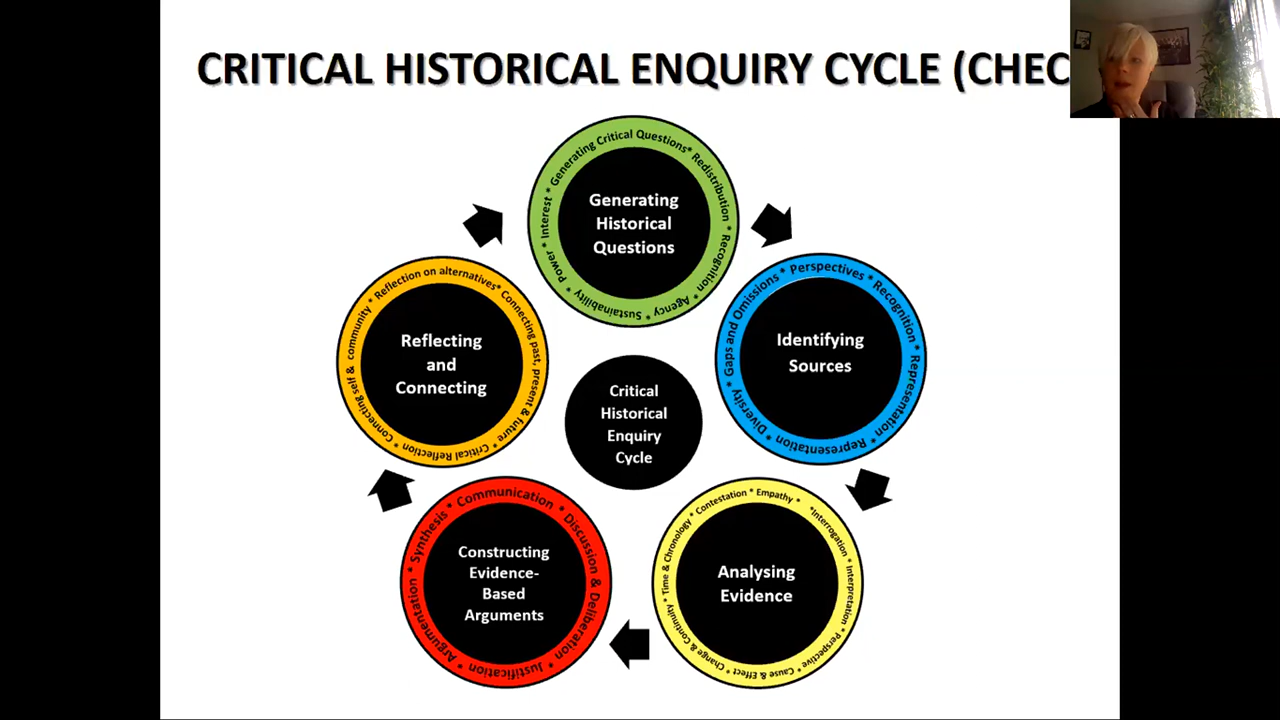 CRITICAL HISTORICAL ENQUIRY CYCLE (CHEC
Generating Critical Questions* Redistribution * Recognition * Agency * Sustainability * Power * Interest *
Generating
Historical
Questions
Gaps and Omissions * Perspectives * Recognition * Representation * Representation * Diversity *
Identifying
Sources
*Interrogation * Interpretation * Perspective * Cause & Effect * Change & Continuity * Time & Chronology * Contestation * Empathy *
Analysing
Evidence
Synthesis * Communication * Discussion & Deliberation * Justification * Argumentation *
Constructing
Evidence-
Based
Arguments
Reflection on alternatives* Connecting past, present & future * Critical Reflection * Connecting self & community *
Reflecting
and
Connecting
Critical
Historical
Enquiry
Cycle